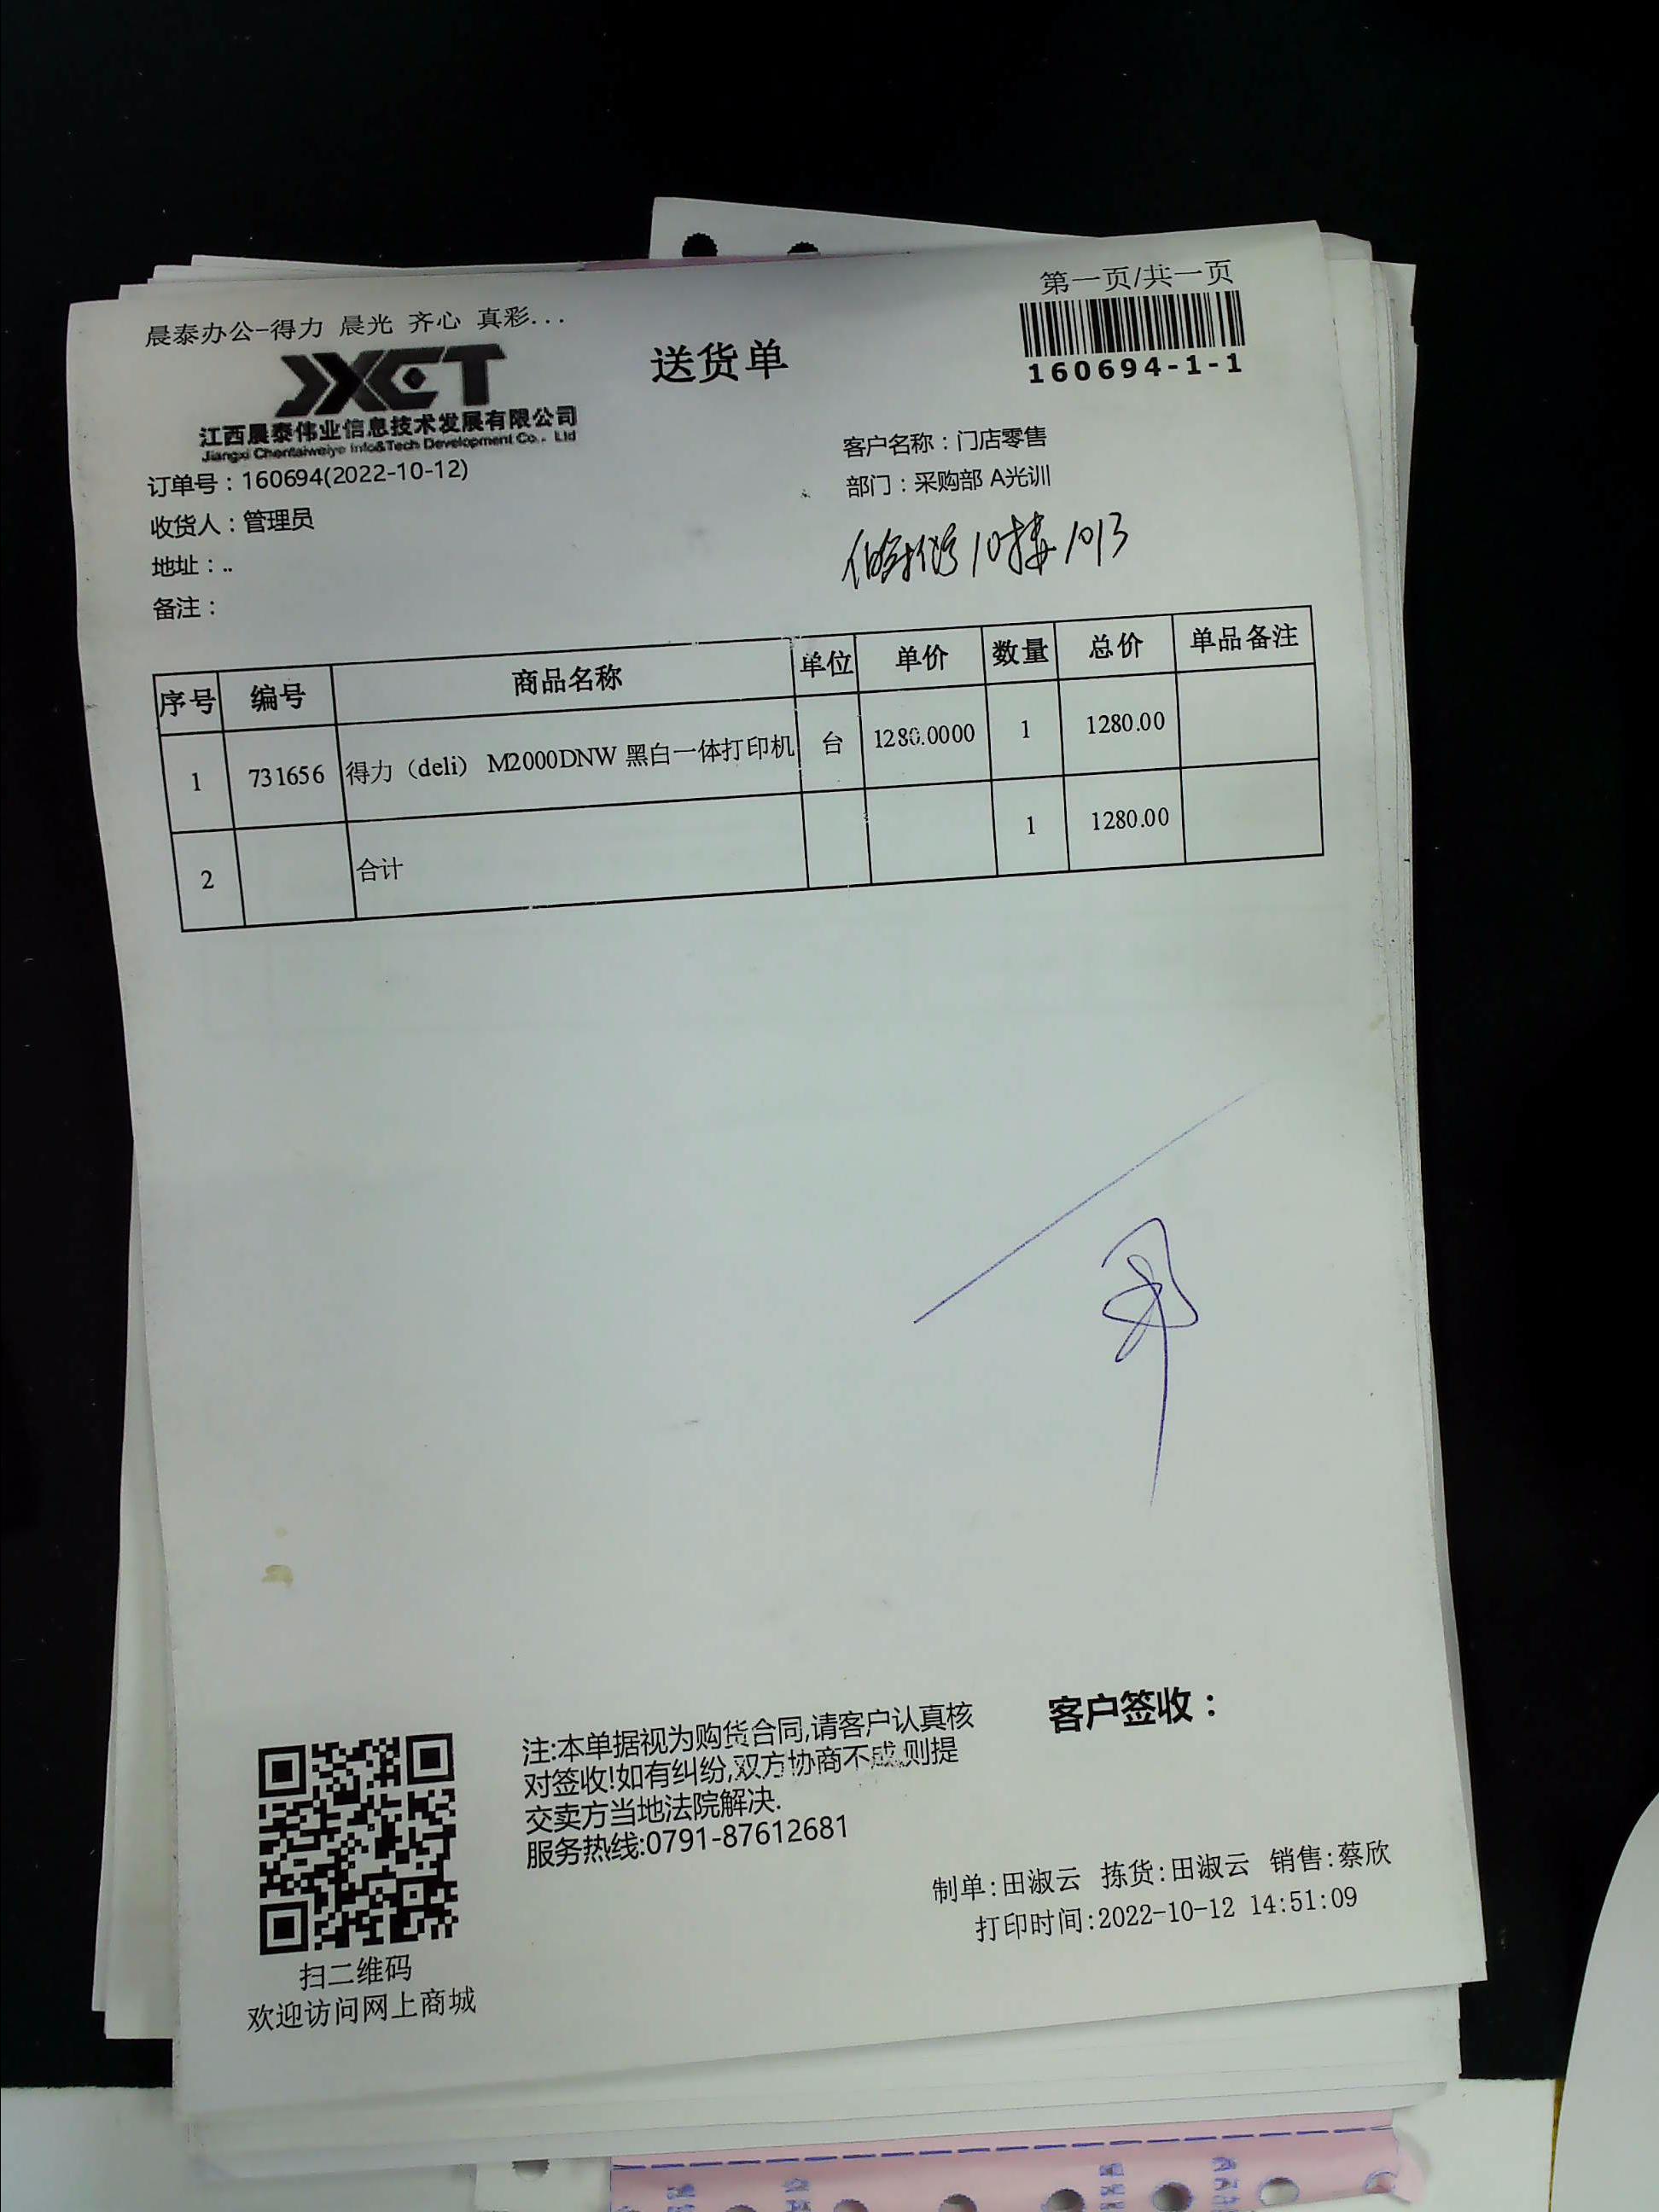 第一页/共一页
晨泰办公-得力 晨光 齐心 真彩...
JXCT
送货单
160694-1-1
江西晨泰伟业信息技术发展有限公司
Jiangxi Chentaiweiye Info&Tech Development Co., Ltd
客户名称：门店零售
订单号：160694(2022-10-12)
部门：采购部 A光训
收货人：管理员
10楼1013
地址：..
备注：
序号 编号 商品名称 单位 单价 数量 总价 单品备注
1 731656 得力（deli） M2000DNW 黑白一体打印机 台 1280.0000 1 1280.00
2 合计 1 1280.00
客户签收：
注:本单据视为购货合同,请客户认真核
对签收!如有纠纷,双方协商不成,则提
交卖方当地法院解决.
服务热线:0791-87612681
制单:田淑云 拣货:田淑云 销售:蔡欣
打印时间:2022-10-12 14:51:09
扫二维码
欢迎访问网上商城